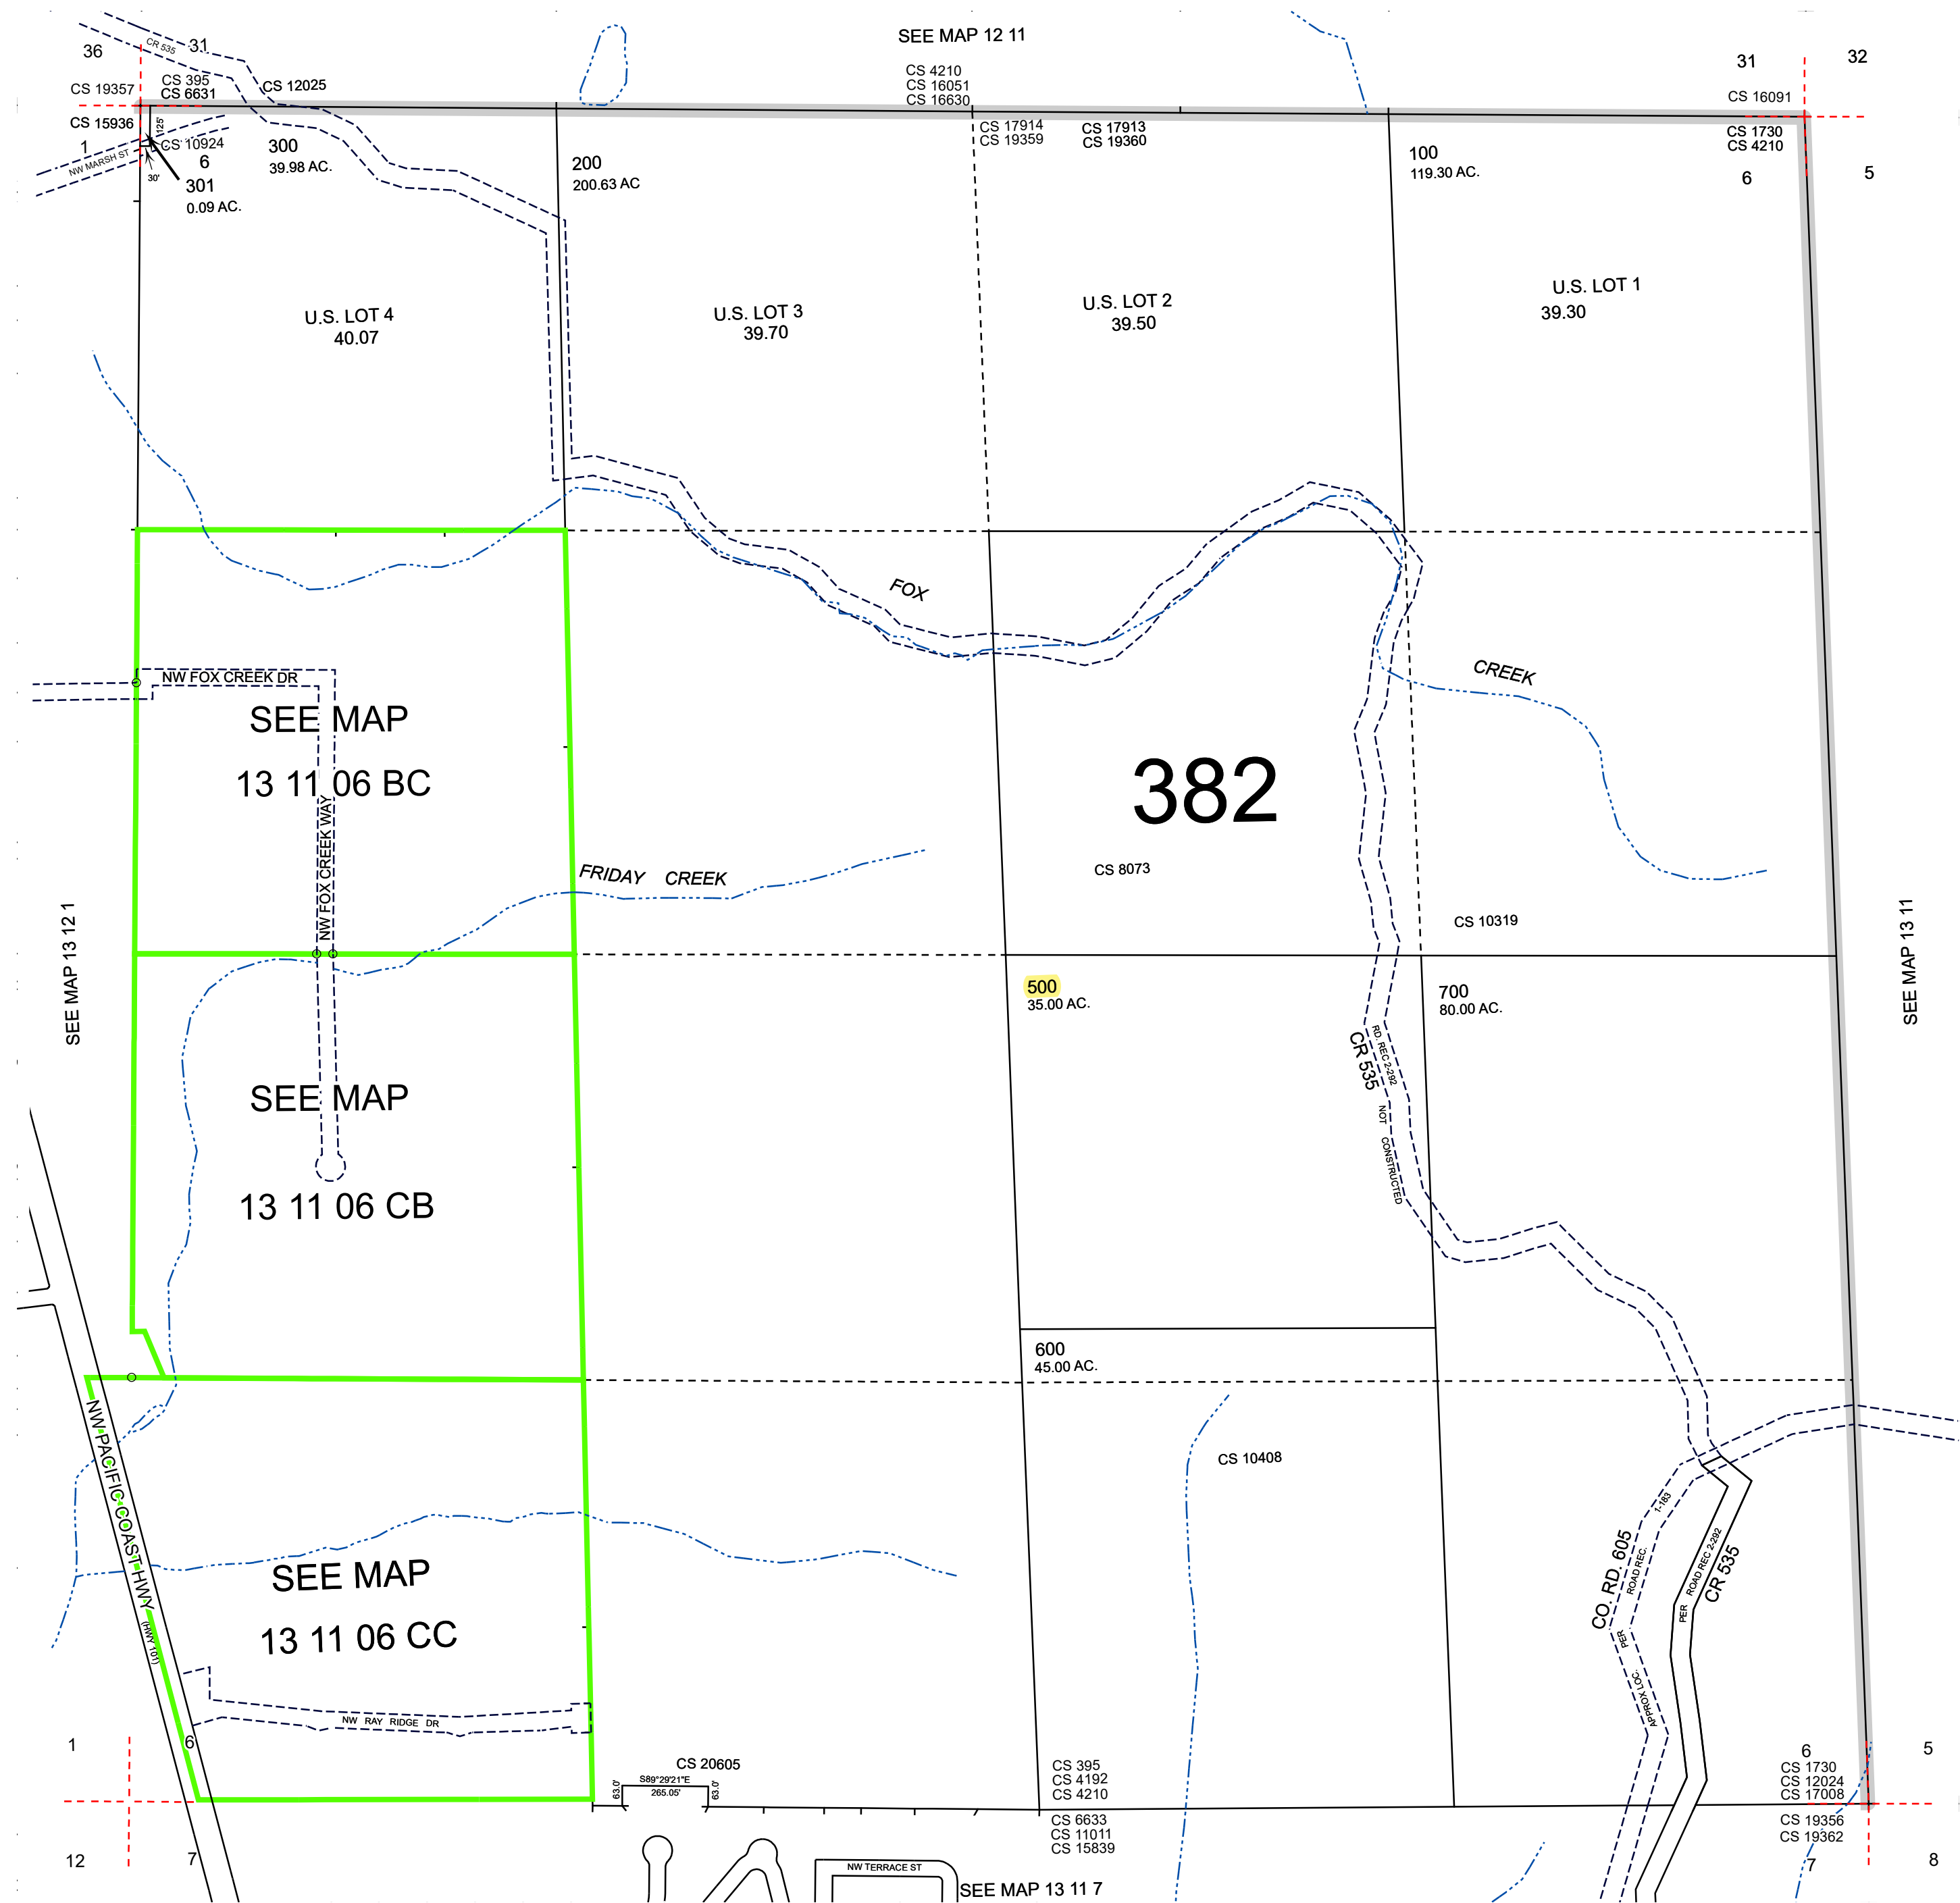 SEE MAP 12 11
36
31
CR 535
31
32
CS 19357
CS 395
CS 6631
CS 12025
CS 4210
CS 16051
CS 16630
CS 16091
CS 15936
CS 17914
CS 19359
CS 17913
CS 19360
CS 1730
CS 4210
1
NW MARSH ST
125'
CS 10924
6
30'
301
0.09 AC.
300
39.98 AC.
200
200.63 AC
100
119.30 AC.
6
5
U.S. LOT 4
40.07
U.S. LOT 3
39.70
U.S. LOT 2
39.50
U.S. LOT 1
39.30
FOX
CREEK
NW FOX CREEK DR
SEE MAP
13 11 06 BC
NW FOX CREEK WAY
382
FRIDAY CREEK
CS 8073
CS 10319
SEE MAP 13 12 1
SEE MAP 13 11
500
35.00 AC.
700
80.00 AC.
CR 535
RD. REC 2-292
NOT CONSTRUCTED
SEE MAP
13 11 06 CB
600
45.00 AC.
NW PACIFIC COAST HWY
(HWY 101)
CS 10408
SEE MAP
13 11 06 CC
CO. RD. 605
1-183
ROAD REC.
PER
APPROX LOC.
PER ROAD REC 2-292
CR 535
NW RAY RIDGE DR
1
6
CS 20605
S89°29'21"E
265.05'
63.0'
63.0'
CS 395
CS 4192
CS 4210
6
5
CS 1730
CS 12024
CS 17008
CS 6633
CS 11011
CS 15839
CS 19356
CS 19362
12
7
NW TERRACE ST
SEE MAP 13 11 7
7
8